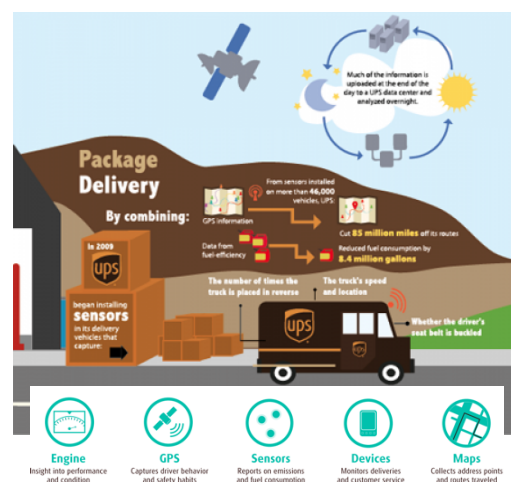 Much of the information is
uploaded at the end of the
day to a UPS data center and
analyzed overnight.
Package
Delivery
By combining:
From sensors installed
on more than 46,000
vehicles, UPS:
GPS information
Cut 85 million miles off its routes
Data from
fuel-efficiency
Reduced fuel consumption by
8.4 million gallons
In 2009
ups
began installing
sensors
in its delivery
vehicles that
capture:
The number of times the
truck is placed in reverse
The truck's speed
and location
Whether the driver's
seat belt is buckled
ups
Engine
Insight into performance
and condition
GPS
Captures driver behavior
and safety habits
Sensors
Reports on emissions
and fuel consumption
Devices
Monitors deliveries
and customer service
Maps
Collects address points
and routes traveled